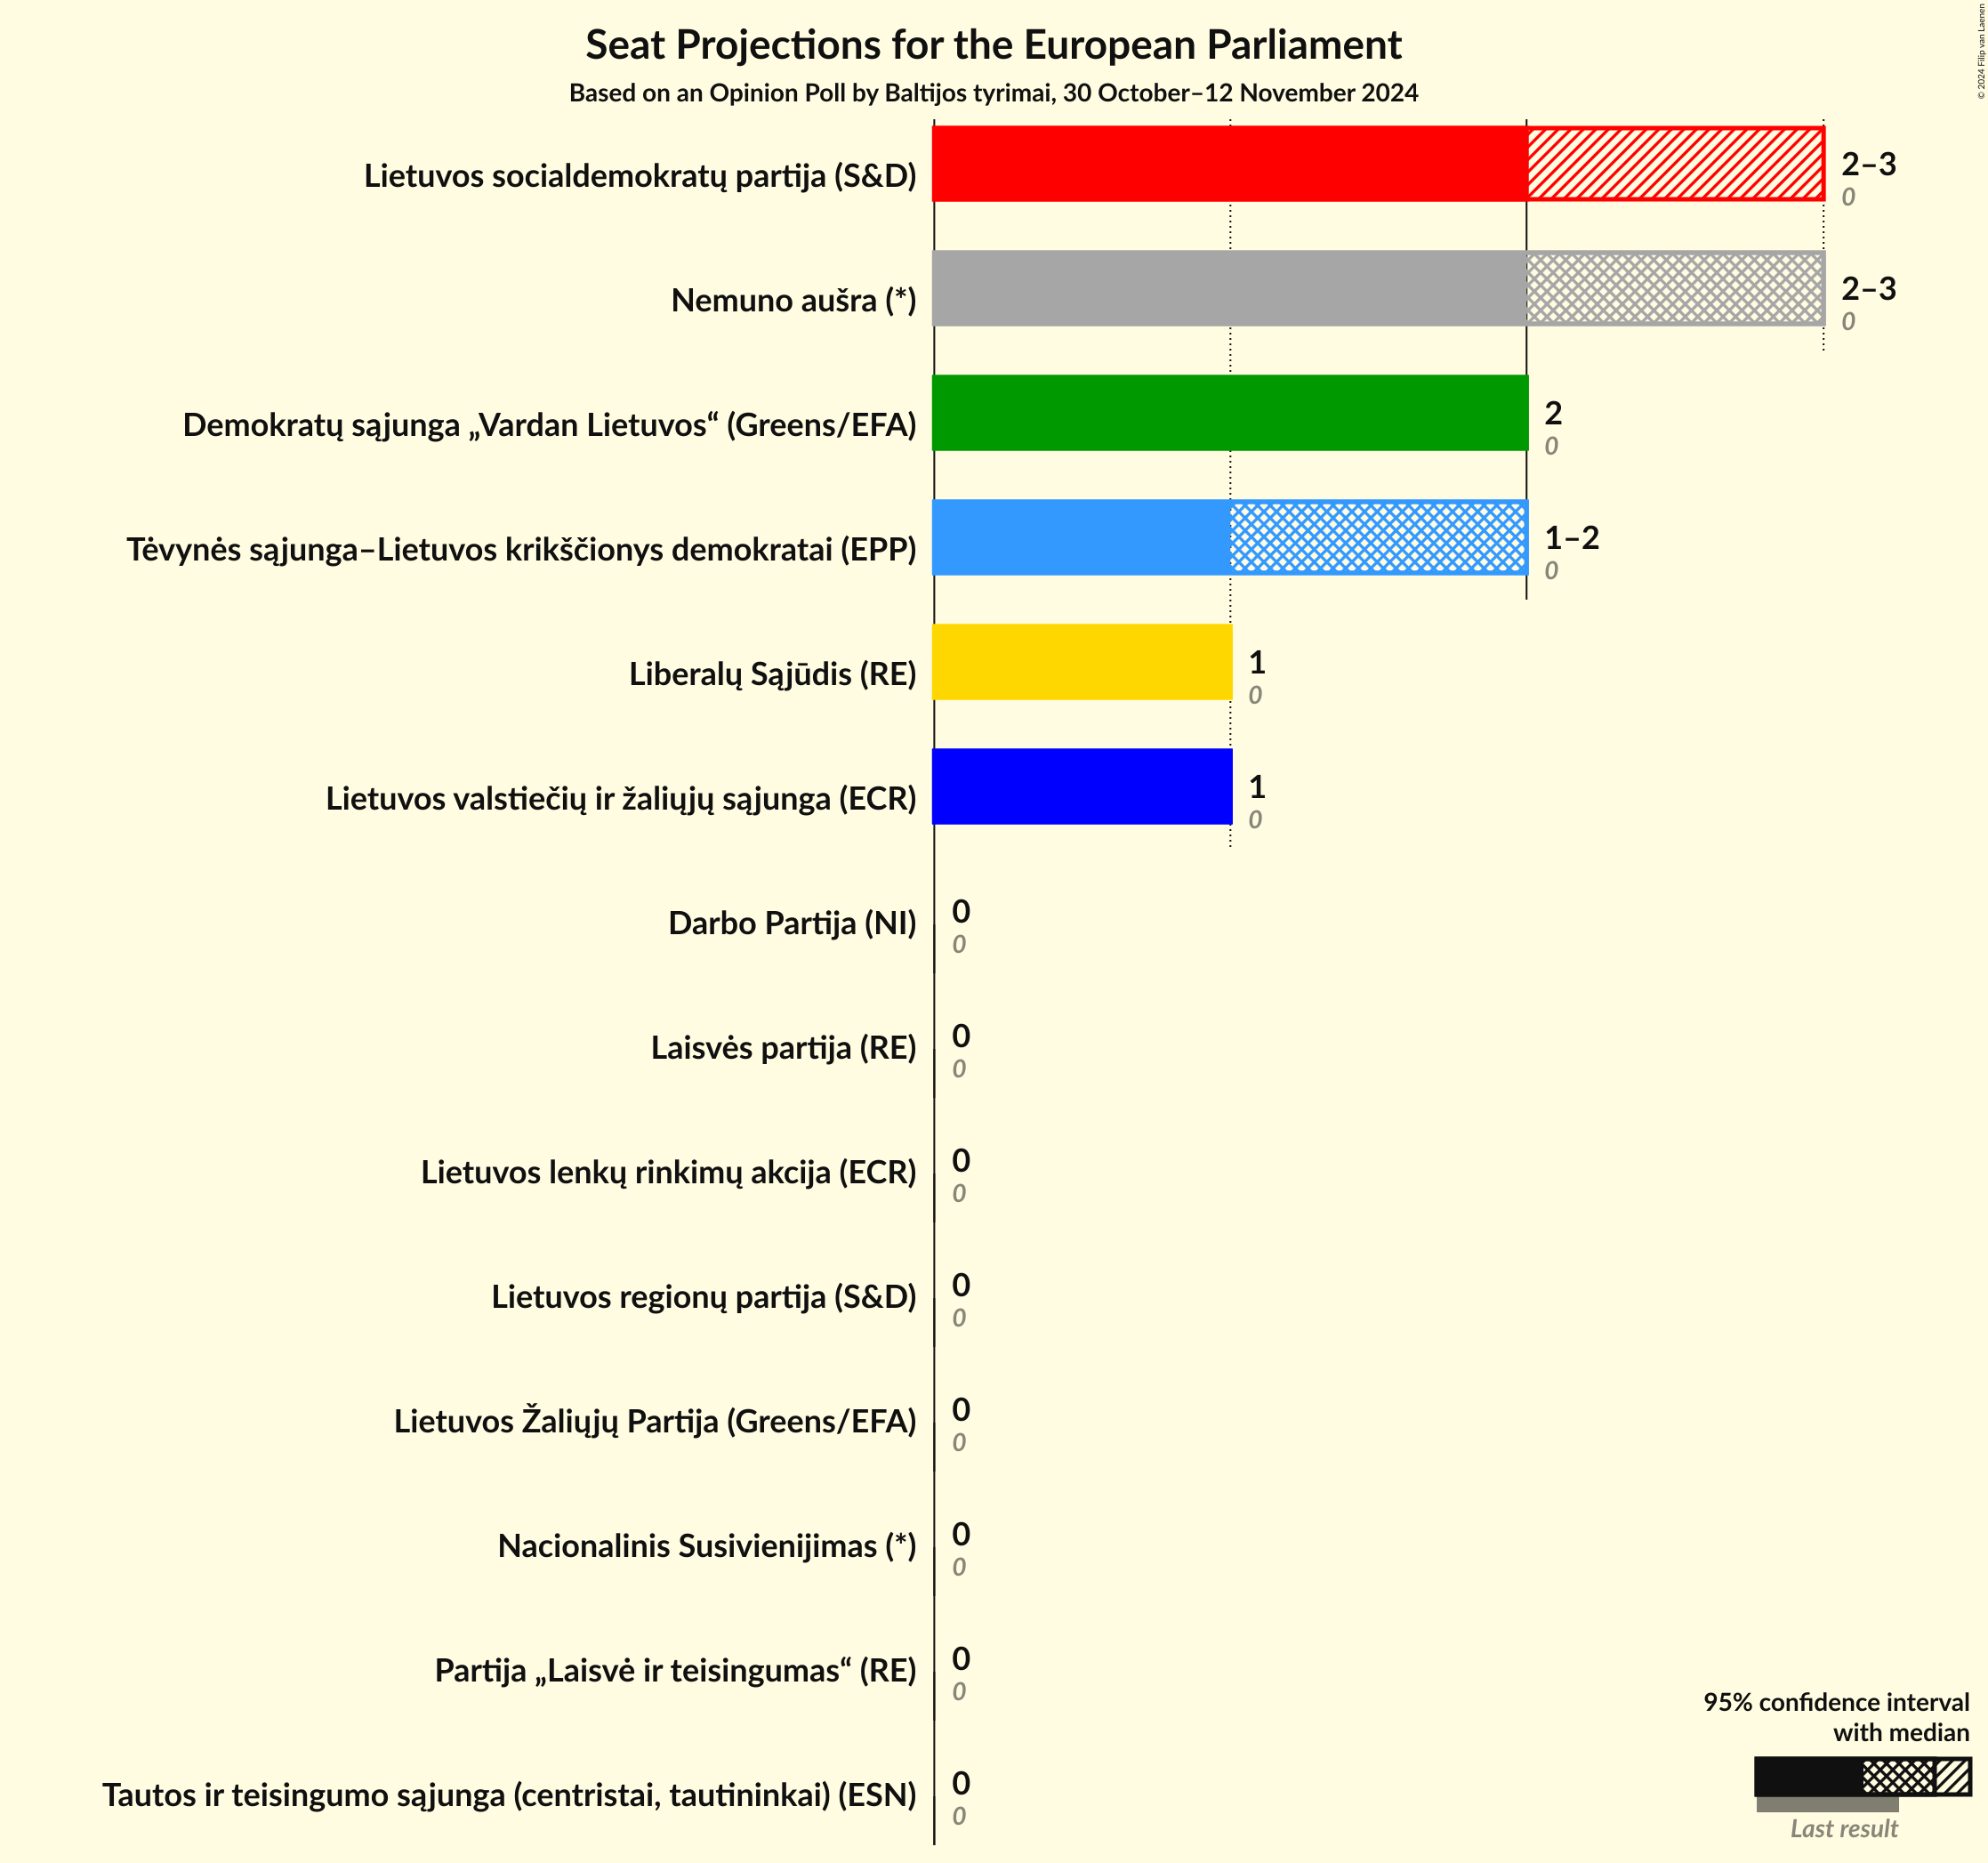 Seat Projections for the European Parliament
Based on an Opinion Poll by Baltijos tyrimai, 30 October–12 November 2024
© 2024 Filip van Laenen
Lietuvos socialdemokratų partija (S&D)
2–3
0
Nemuno aušra (*)
2–3
0
Demokratų sąjunga „Vardan Lietuvos“ (Greens/EFA)
2
0
Tėvynės sąjunga–Lietuvos krikščionys demokratai (EPP)
1–2
0
Liberalų Sąjūdis (RE)
1
0
Lietuvos valstiečių ir žaliųjų sąjunga (ECR)
1
0
Darbo Partija (NI)
0
0
Laisvės partija (RE)
0
0
Lietuvos lenkų rinkimų akcija (ECR)
0
0
Lietuvos regionų partija (S&D)
0
0
Lietuvos Žaliųjų Partija (Greens/EFA)
0
0
Nacionalinis Susivienijimas (*)
0
0
Partija „Laisvė ir teisingumas“ (RE)
0
0
Tautos ir teisingumo sąjunga (centristai, tautininkai) (ESN)
0
0
95% confidence interval
with median
Last result